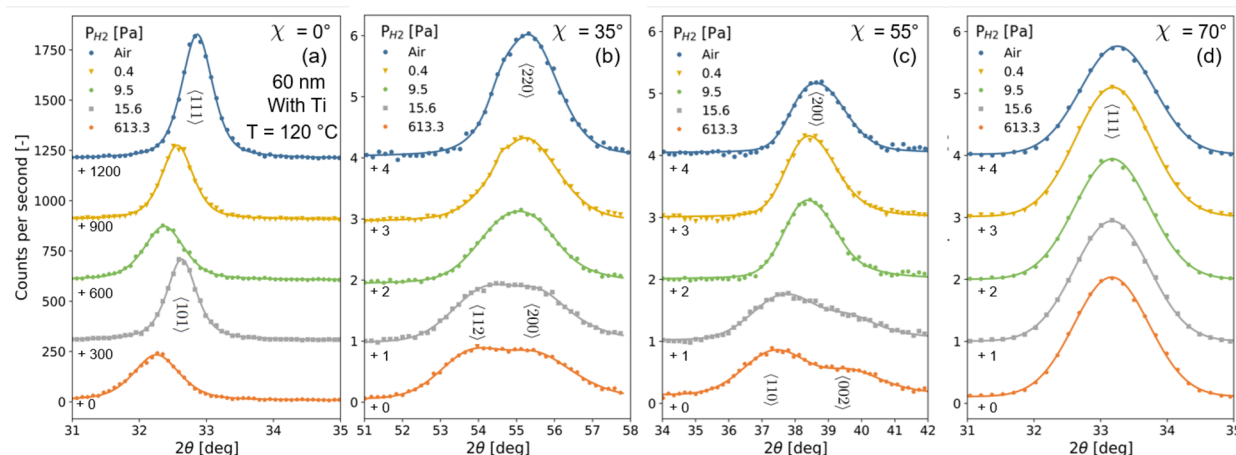 P_H2 [Pa]
Air
0.4
9.5
15.6
613.3
χ = 0°
(a)
60 nm
With Ti
T = 120 °C
⟨111⟩
⟨101⟩
+ 1200
+ 900
+ 600
+ 300
+ 0
1750
1500
1250
1000
750
500
250
0
Counts per second [-]
31 32 33 34 35
2θ [deg]
P_H2 [Pa]
Air
0.4
9.5
15.6
613.3
χ = 35°
(b)
⟨220⟩
⟨112⟩
⟨200⟩
+ 4
+ 3
+ 2
+ 1
+ 0
6
5
4
3
2
1
0
51 52 53 54 55 56 57 58
2θ [deg]
P_H2 [Pa]
Air
0.4
9.5
15.6
613.3
χ = 55°
(c)
⟨200⟩
⟨110⟩
⟨002⟩
+ 4
+ 3
+ 2
+ 1
+ 0
6
5
4
3
2
1
0
34 35 36 37 38 39 40 41 42
2θ [deg]
P_H2 [Pa]
Air
0.4
9.5
15.6
613.3
χ = 70°
(d)
⟨111⟩
+ 4
+ 3
+ 2
+ 1
+ 0
6
5
4
3
2
1
0
31 32 33 34 35
2θ [deg]